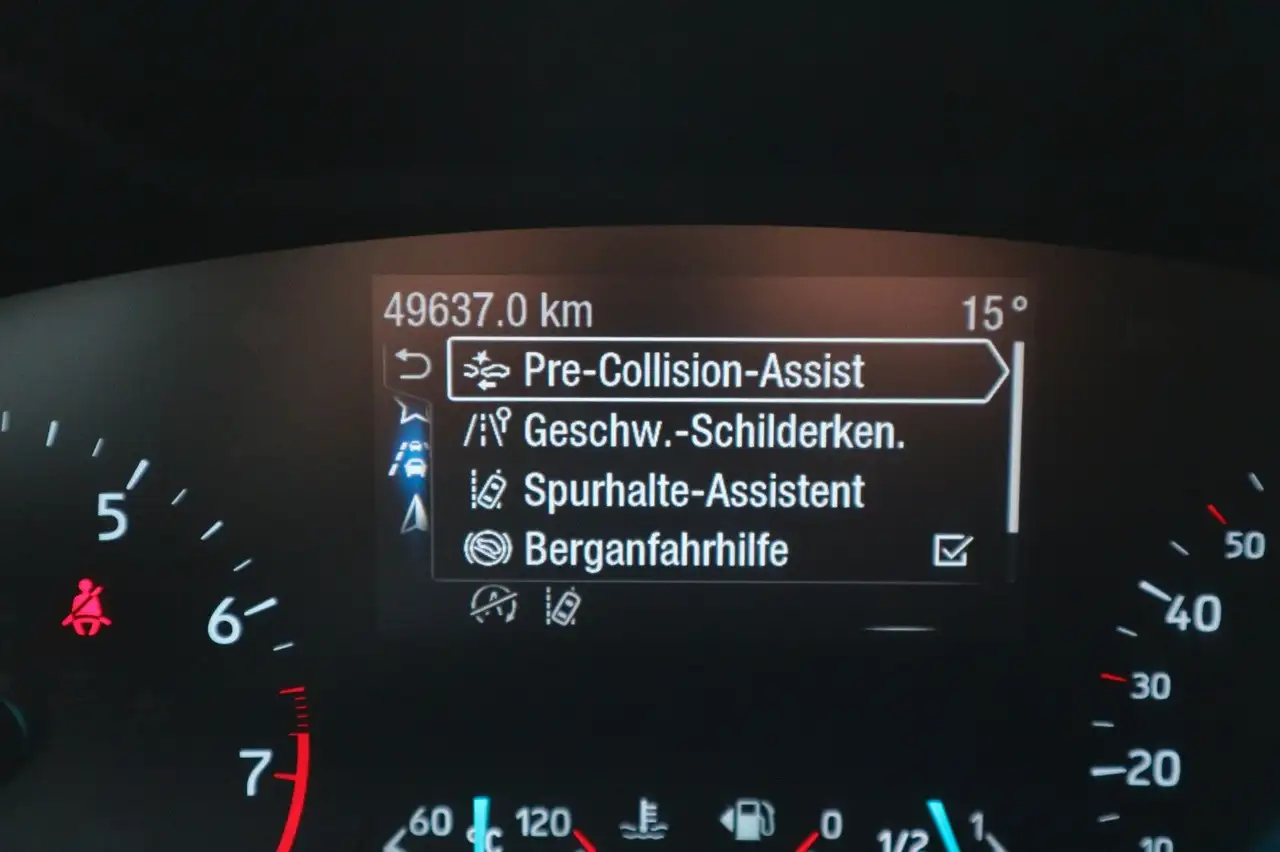 49637.0 km 15°
Pre-Collision-Assist
Geschw.-Schilderken.
Spurhalte-Assistent
Berganfahrhilfe
5
6
7
50
40
30
20
10
60 °C 120
0 1/2 1